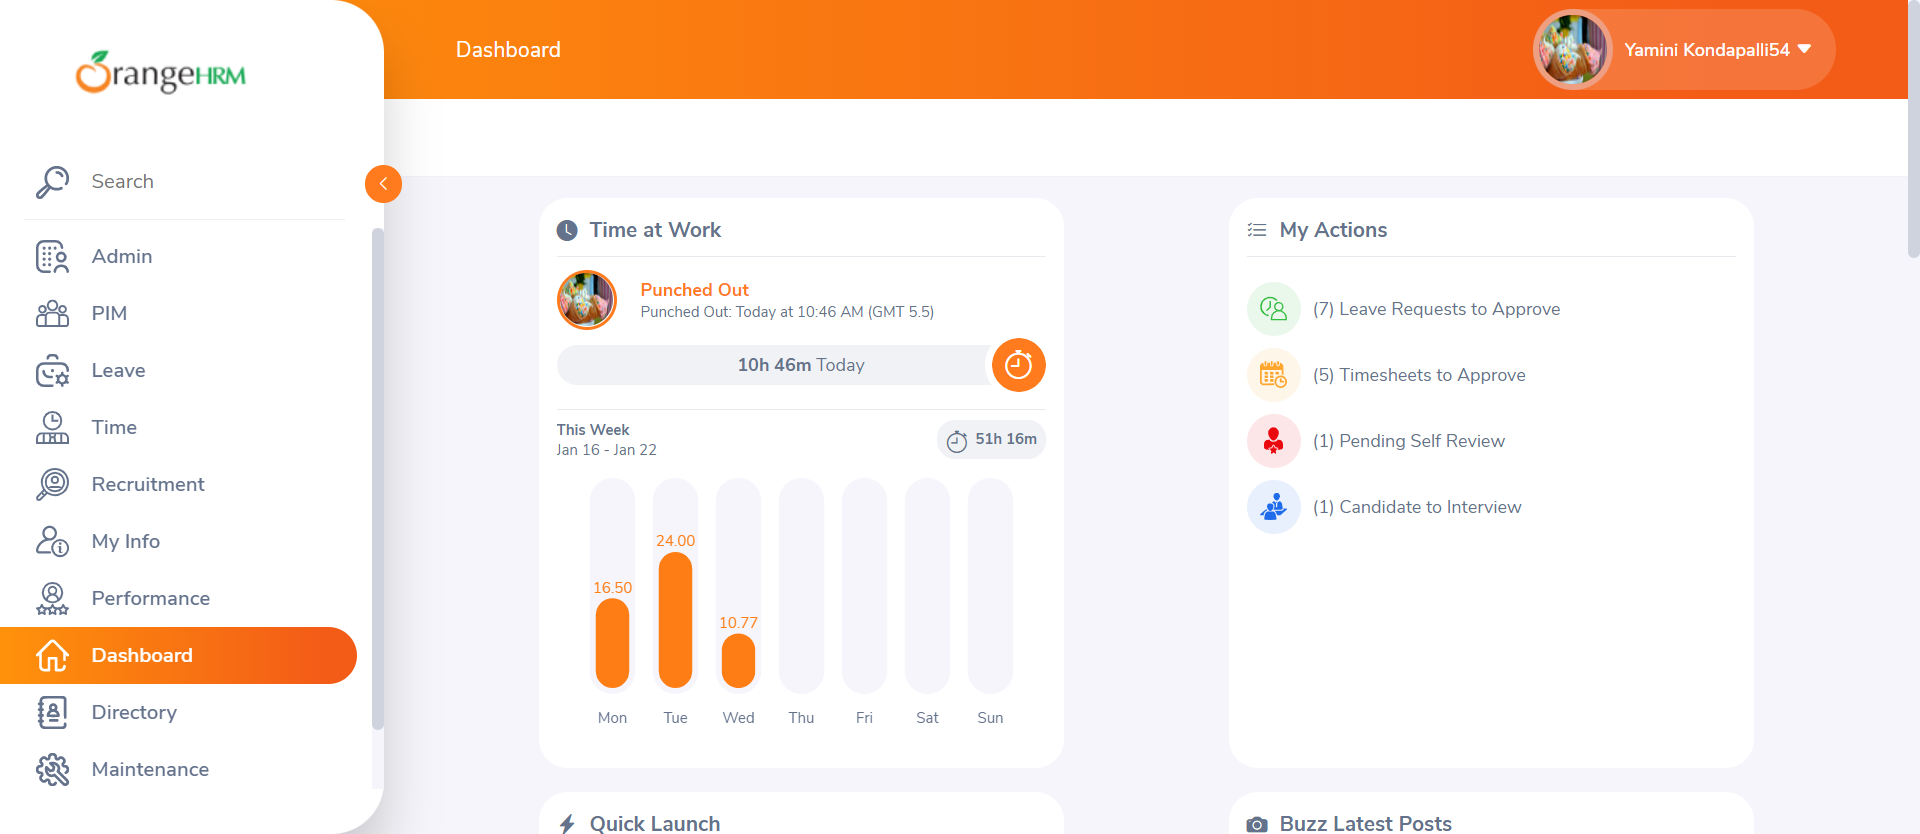 OrangeHRM
Search
Admin
PIM
Leave
Time
Recruitment
My Info
Performance
Dashboard
Directory
Maintenance
Dashboard
Yamini Kondapalli54
Time at Work
Punched Out
Punched Out: Today at 10:46 AM (GMT 5.5)
10h 46m Today
This Week
Jan 16 - Jan 22
51h 16m
16.50
24.00
10.77
Mon Tue Wed Thu Fri Sat Sun
My Actions
(7) Leave Requests to Approve
(5) Timesheets to Approve
(1) Pending Self Review
(1) Candidate to Interview
Quick Launch
Buzz Latest Posts